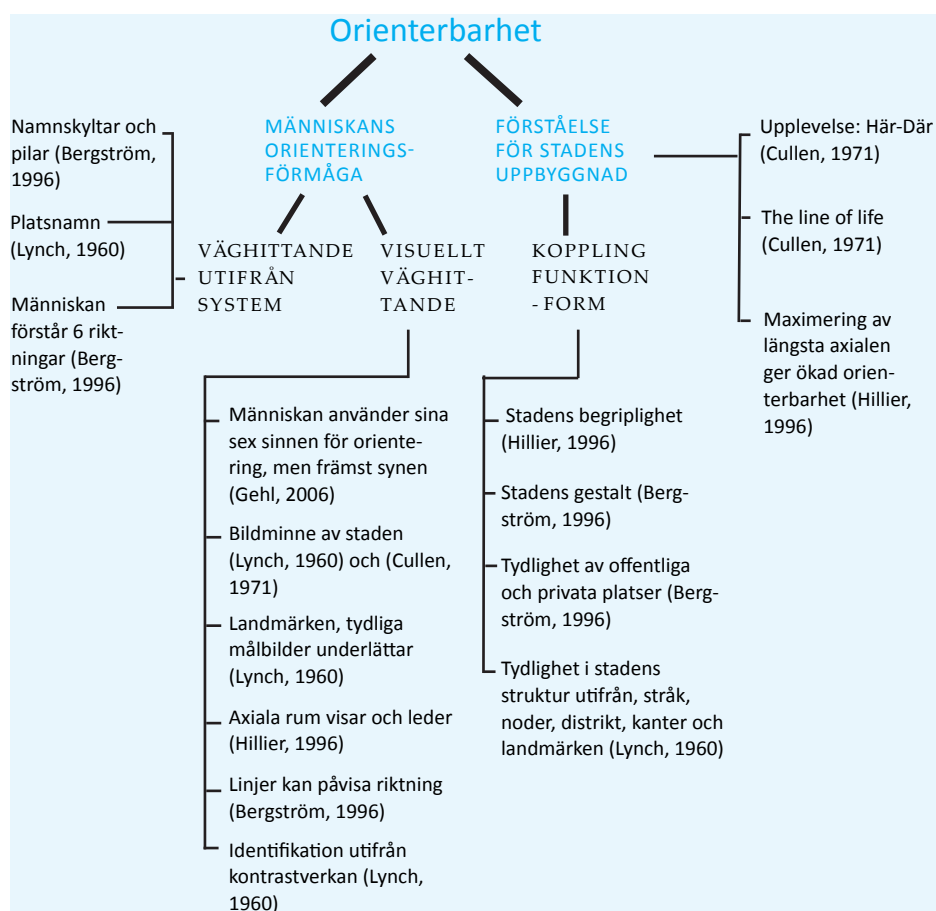 Orienterbarhet
MÄNNISKANS
ORIENTERINGS-
FÖRMÅGA
FÖRSTÅELSE
FÖR STADENS
UPPBYGGNAD
Namnskyltar och
pilar (Bergström,
1996)
Platsnamn
(Lynch, 1960)
Människan
förstår 6 rikt-
ningar (Berg-
ström, 1996)
VÄGHITTANDE
UTIFRÅN
SYSTEM
VISUELLT
VÄGHIT-
TANDE
KOPPLING
FUNKTION
- FORM
Upplevelse: Här-Där
(Cullen, 1971)
The line of life
(Cullen, 1971)
Maximering av
längsta axialen
ger ökad orien-
terbarhet (Hillier,
1996)
Människan använder sina
sex sinnen för oriente-
ring, men främst synen
(Gehl, 2006)
Bildminne av staden
(Lynch, 1960) och (Cullen,
1971)
Landmärken, tydliga
målbilder underlättar
(Lynch, 1960)
Axiala rum visar och leder
(Hillier, 1996)
Linjer kan påvisa riktning
(Bergström, 1996)
Identifikation utifrån
kontrastverkan (Lynch,
1960)
Stadens begriplighet
(Hillier, 1996)
Stadens gestalt (Berg-
ström, 1996)
Tydlighet av offentliga
och privata platser (Berg-
ström, 1996)
Tydlighet i stadens
struktur utifrån, stråk,
noder, distrikt, kanter och
landmärken (Lynch, 1960)